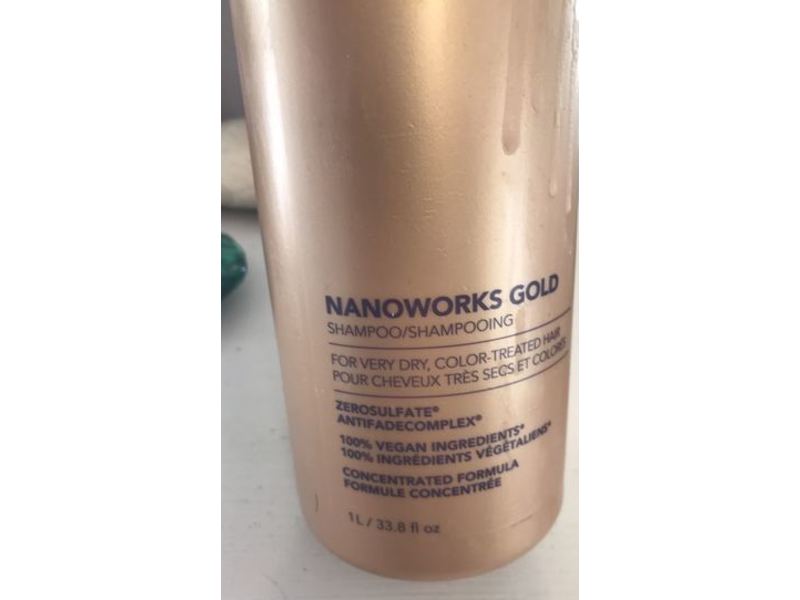 NANOWORKS GOLD
SHAMPOO/SHAMPOOING
FOR VERY DRY, COLOR-TREATED HAIR
POUR CHEVEUX TRÈS SECS ET COLORÉS
ZEROSULFATE®
ANTIFADECOMPLEX®
100% VEGAN INGREDIENTS*
100% INGRÉDIENTS VÉGÉTALIENS*
CONCENTRATED FORMULA
FORMULE CONCENTRÉE
1 L / 33.8 fl oz